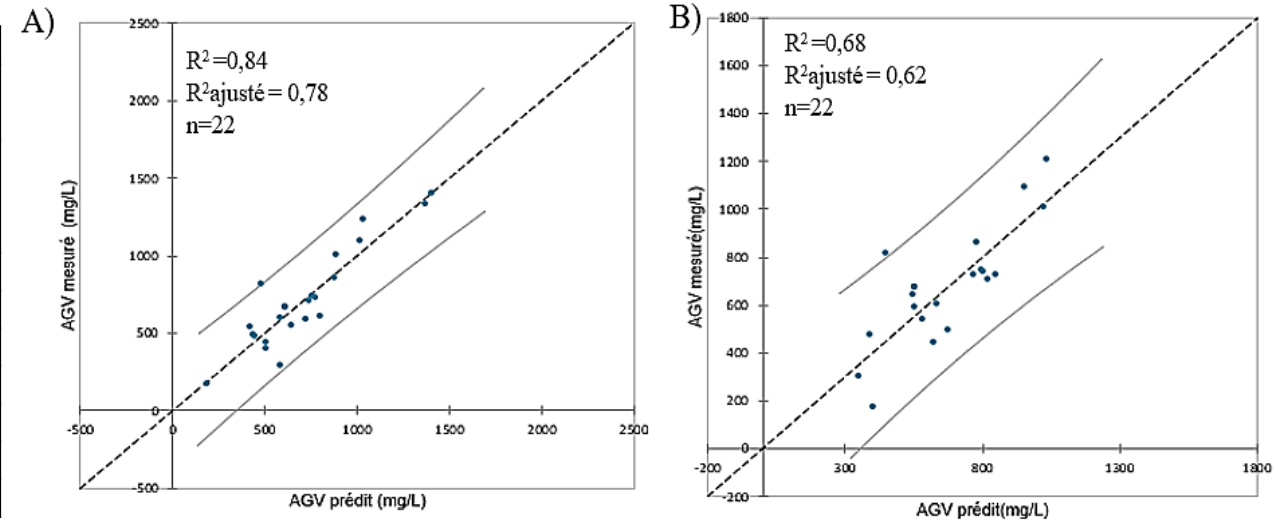 A)
2500
R² =0,84
R²ajusté = 0,78
n=22
2000
1500
1000
500
0
-500
0
500
1000
1500
2000
2500
-500
AGV mesuré (mg/L)
AGV prédit (mg/L)
B)
1800
R² =0,68
R²ajusté = 0,62
n=22
1600
1400
1200
1000
800
600
400
200
0
-200
300
800
1300
1800
-200
AGV mesuré(mg/L)
AGV prédit(mg/L)